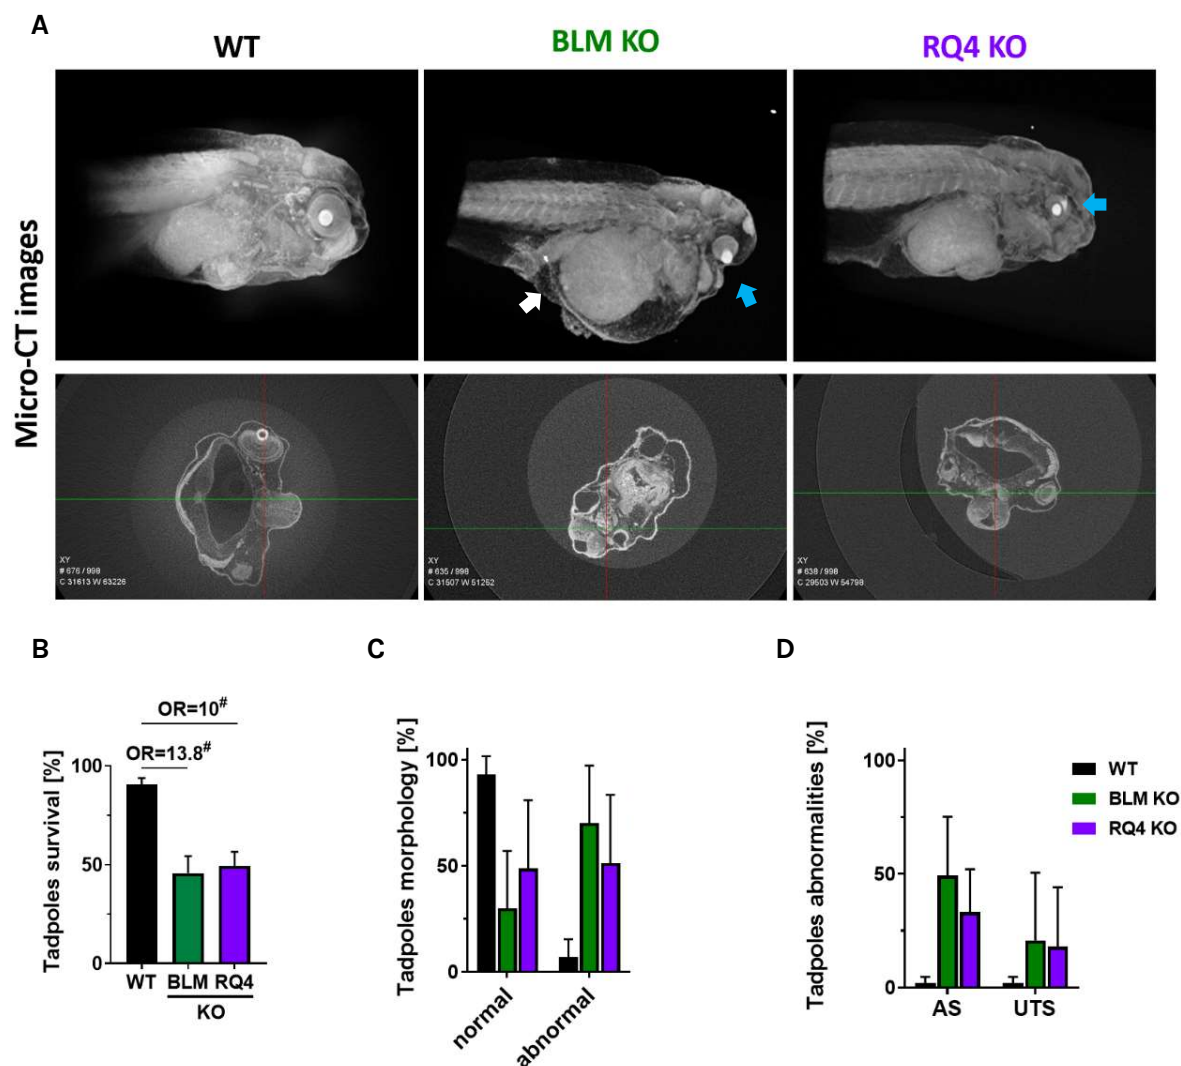 A
WT
BLM KO
RQ4 KO
Micro-CT images
XY
# 676 / 998
C 31613 W 63226
XY
# 635 / 998
C 31507 W 51252
XY
# 638 / 998
C 29503 W 54798
B
C
D
Tadpoles survival [%]
OR=10#
OR=13.8#
100
50
0
WT
BLM
RQ4
KO
Tadpoles morphology [%]
100
50
0
normal
abnormal
Tadpoles abnormalities [%]
100
50
0
AS
UTS
WT
BLM KO
RQ4 KO